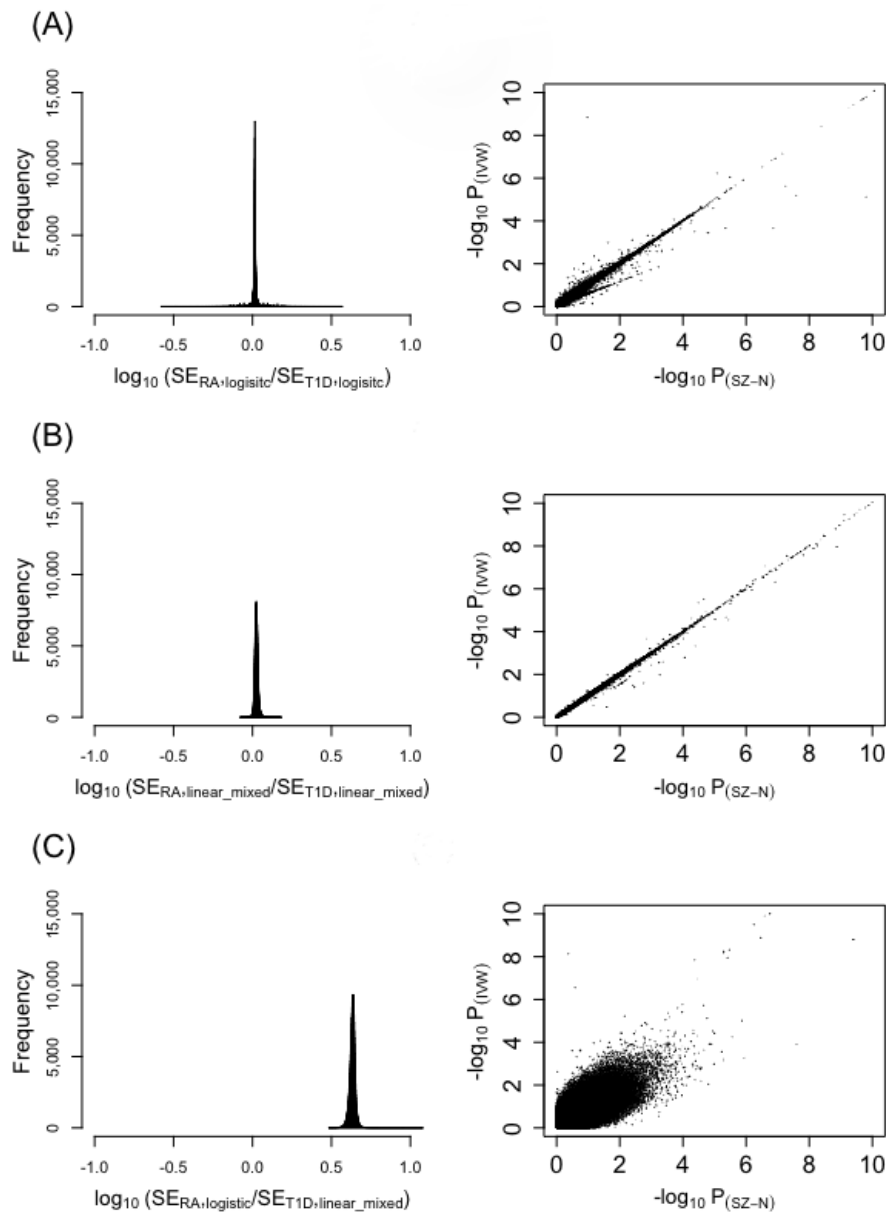 (A)
Frequency
15,000
10,000
5,000
0
-1.0 -0.5 0.0 0.5 1.0
log10 (SERA,logisitc/SET1D,logisitc)
-log10 P(IVW)
10
8
6
4
2
0
0 2 4 6 8 10
-log10 P(SZ−N)
(B)
Frequency
15,000
10,000
5,000
0
-1.0 -0.5 0.0 0.5 1.0
log10 (SERA,linear_mixed/SET1D,linear_mixed)
-log10 P(IVW)
10
8
6
4
2
0
0 2 4 6 8 10
-log10 P(SZ−N)
(C)
Frequency
15,000
10,000
5,000
0
-1.0 -0.5 0.0 0.5 1.0
log10 (SERA,logistic/SET1D,linear_mixed)
-log10 P(IVW)
10
8
6
4
2
0
0 2 4 6 8 10
-log10 P(SZ−N)